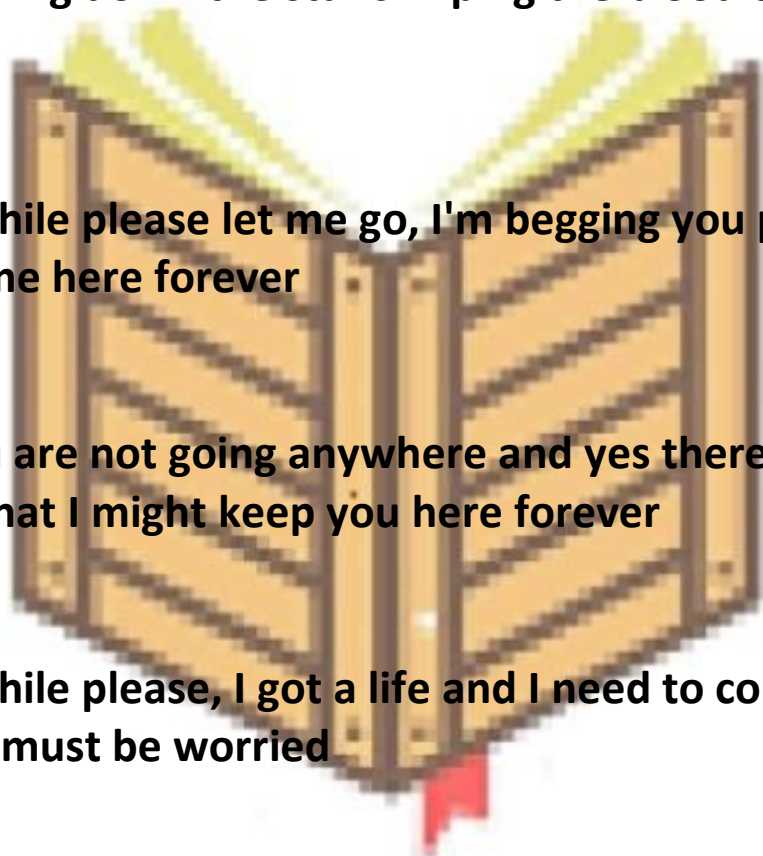 hile please let me go, I'm begging you
ne here forever
are not going anywhere and yes there
hat I might keep you here forever
hile please, I got a life and I need to co
must be worried